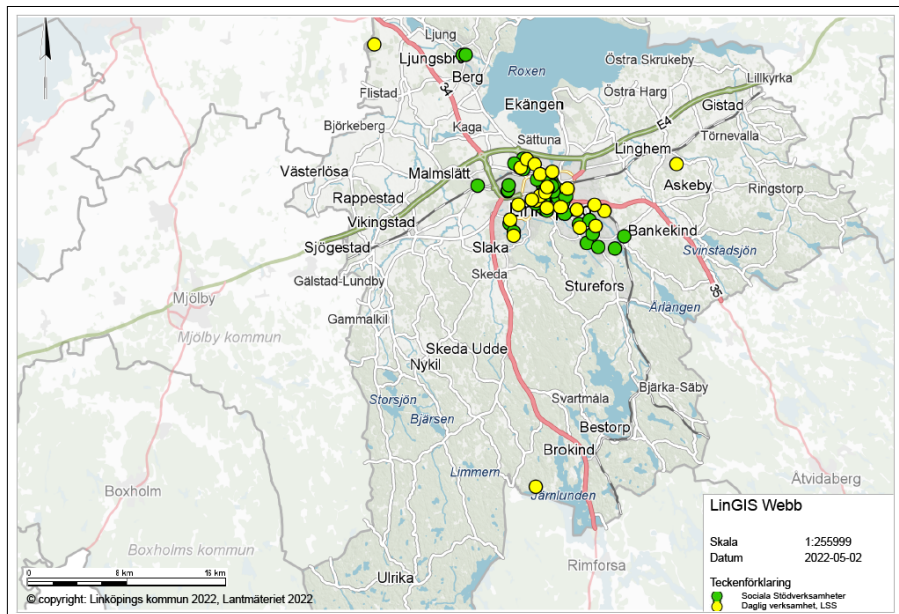 Ljung
Ljungsbro
Berg
Roxen
Östra Skrukeby
Lillkyrka
34
Flistad
Östra Harg
Gistad
Ekängen
E4
Björkeberg
Kaga
Sättuna
Törnevalla
Linghem
Västerlösa
Malmslätt
Askeby
Ringstorp
Rappestad
Vikingstad
Bankekind
Sjögestad
Slaka
Svinstadsjön
Skeda
Gälstad-Lundby
Sturefors
35
Mjölby
Ärlången
Gammalkil
Mjölby kommun
Skeda Udde
Nykil
Bjärka-Säby
Storsjön
Svartmåla
Bjärsen
Bestorp
Brokind
Limmern
Åtvidaberg
Boxholm
Järnlunden
Boxholms kommun
Rimforsa
Ulrika
0 8 km 16 km
© copyright: Linköpings kommun 2022, Lantmäteriet 2022
LinGIS Webb
Skala 1:255999
Datum 2022-05-02
Teckenförklaring
Sociala Stödverksamheter
Daglig verksamhet, LSS